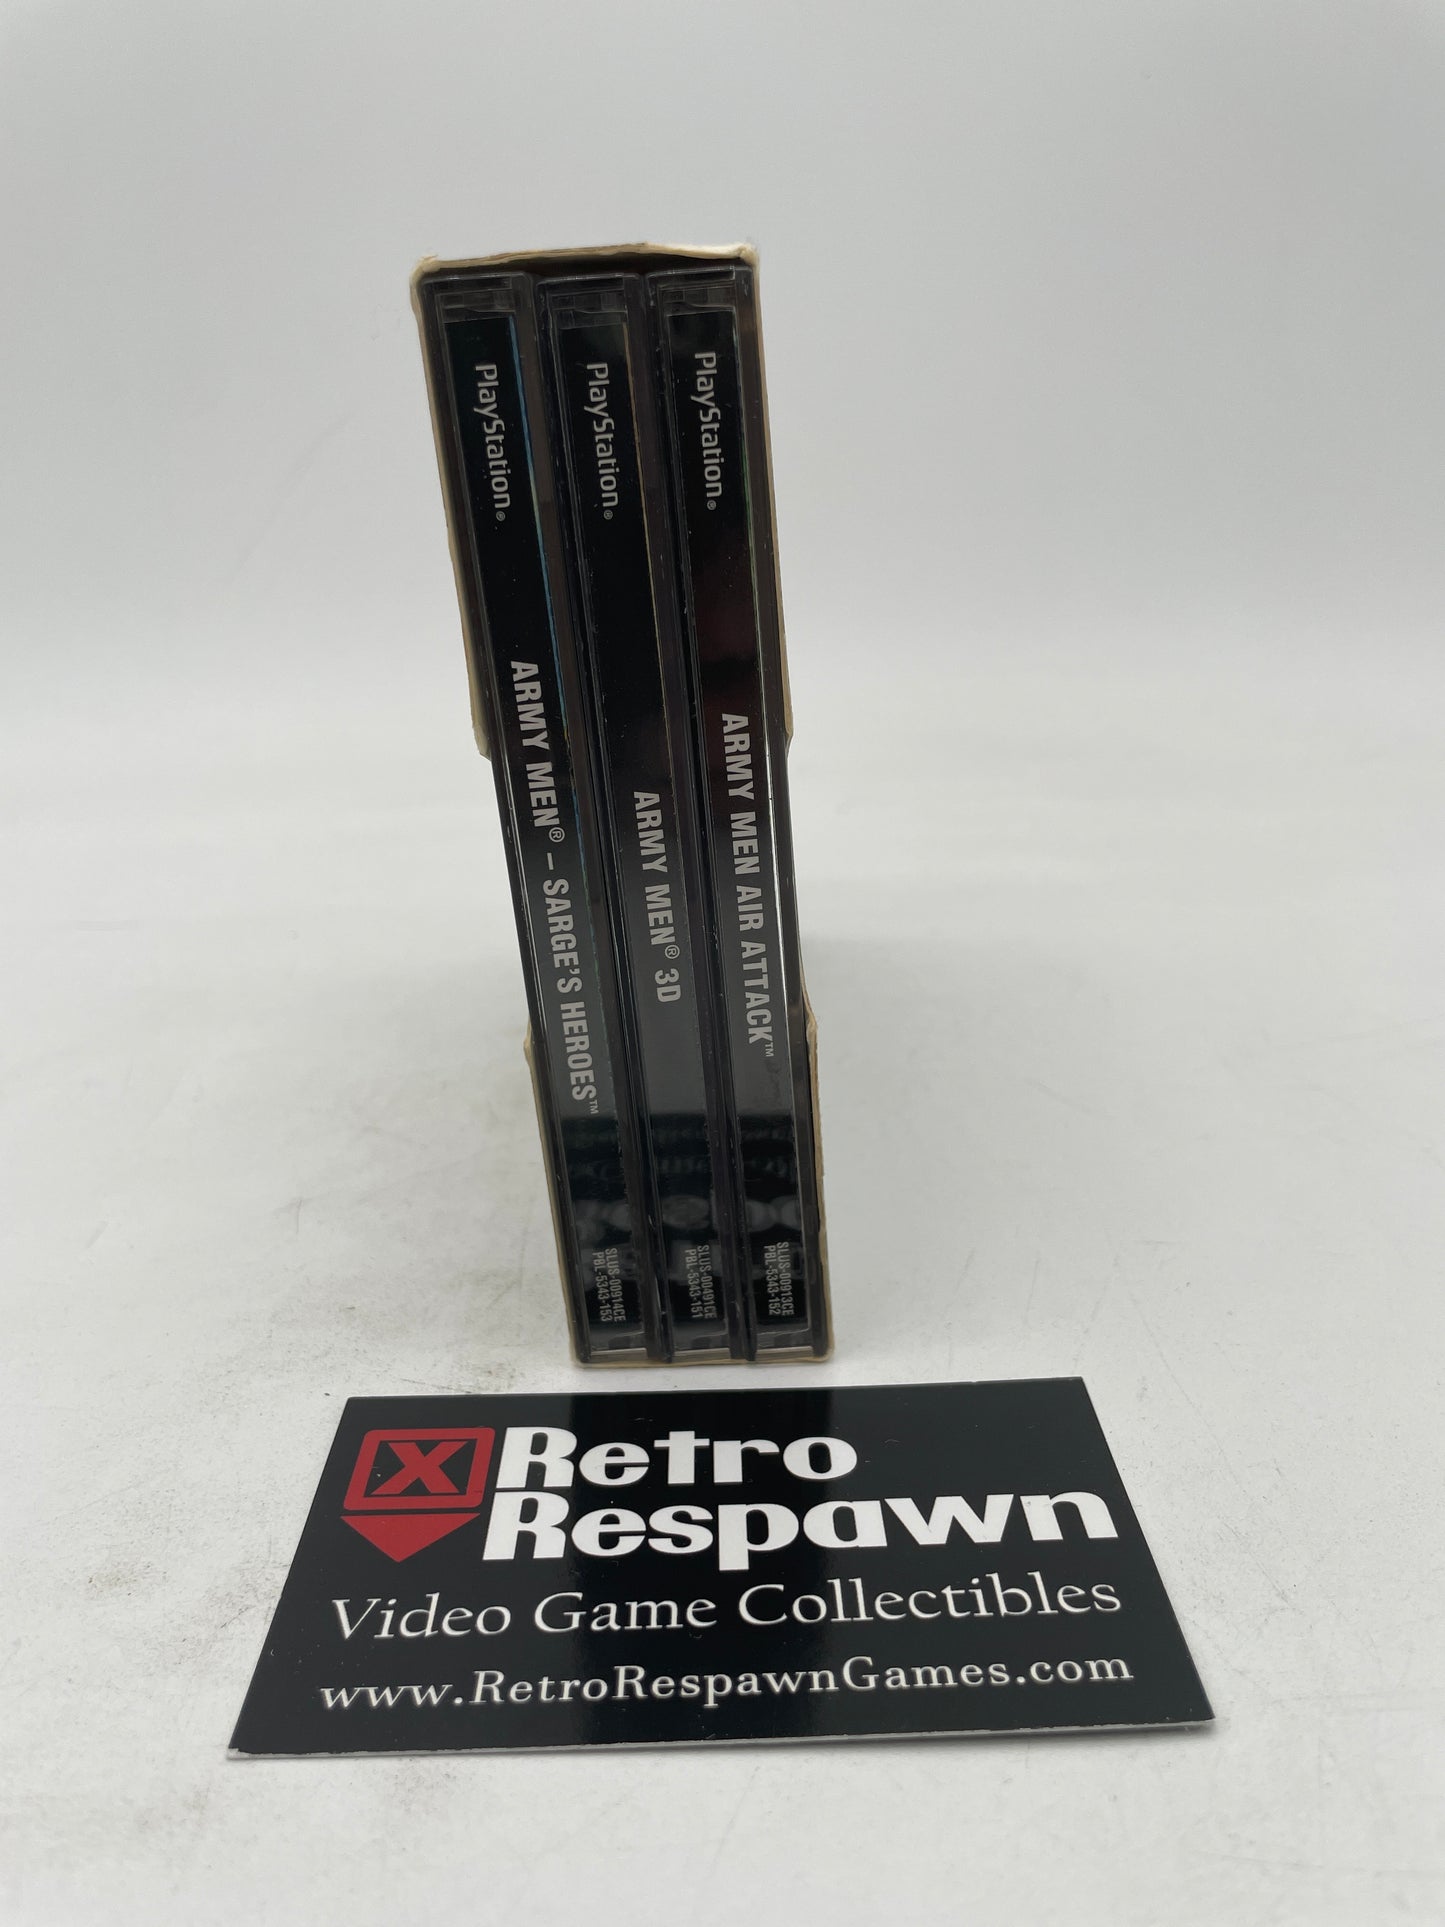 PlayStation®
ARMY MEN® – SARGE'S HEROES™
SLUS-00914CE
PBL-5343-153
PlayStation®
ARMY MEN® 3D
SLUS-00491CE
PBL-5343-151
PlayStation®
ARMY MEN AIR ATTACK™
SLUS-00913CE
PBL-5343-152
X Retro
Respawn
Video Game Collectibles
www.RetroRespawnGames.com